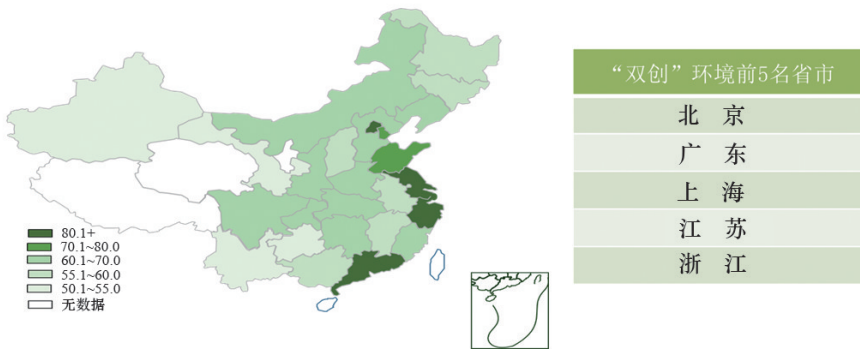 80.1+
70.1~80.0
60.1~70.0
55.1~60.0
50.1~55.0
无数据
“双创”环境前5名省市
北 京
广 东
上 海
江 苏
浙 江